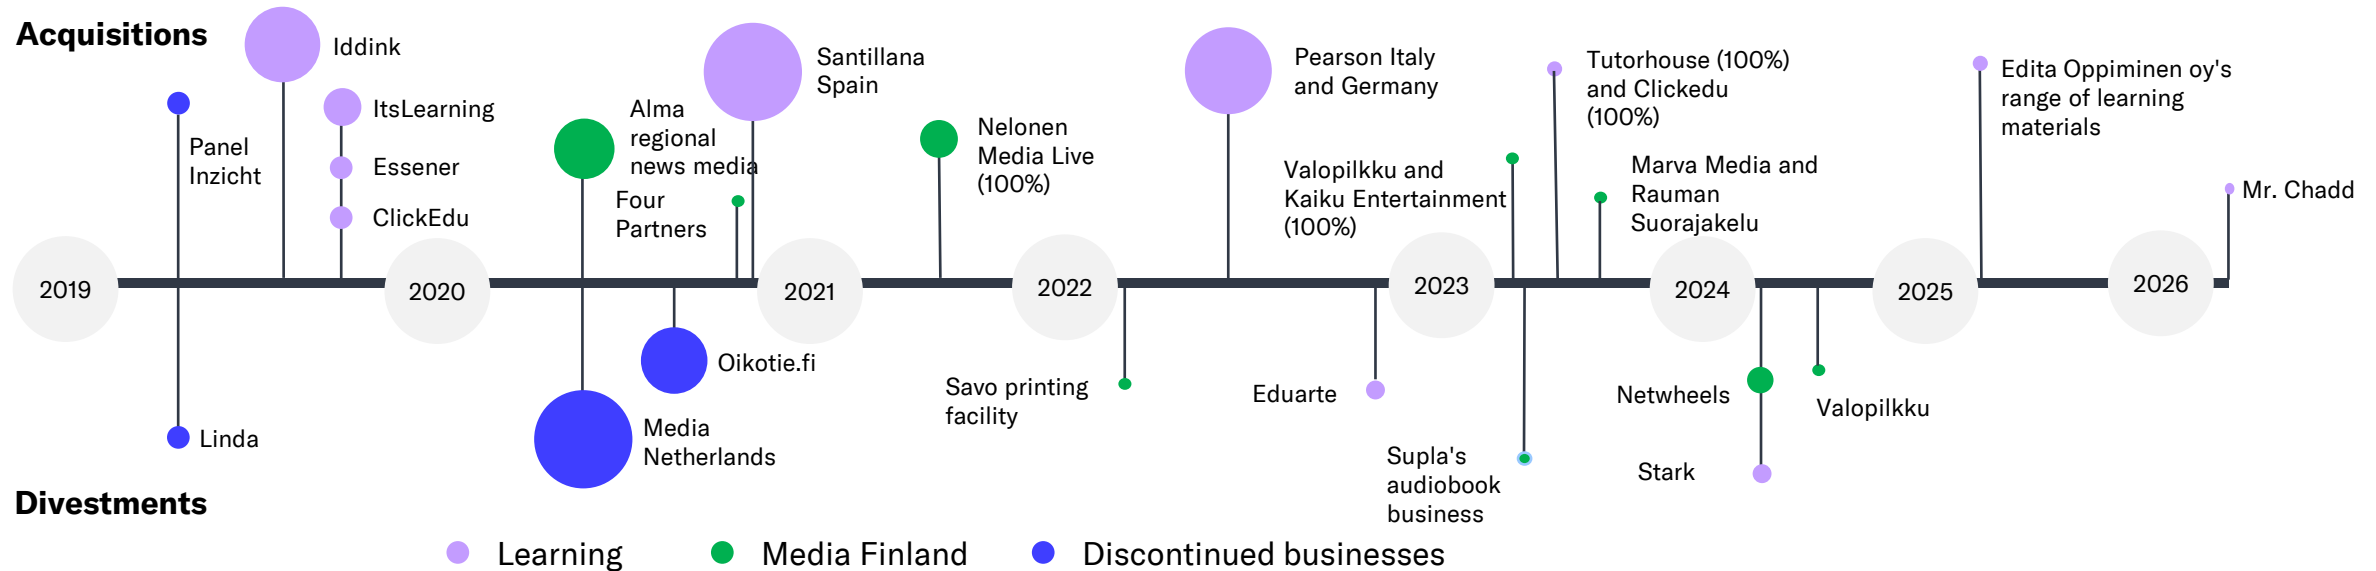 Acquisitions
Iddink
Panel
Inzicht
ItsLearning
Essener
ClickEdu
Alma
regional
news media
Four
Partners
Santillana
Spain
Nelonen
Media Live
(100%)
Pearson Italy
and Germany
Valopilkku and
Kaiku Entertainment
(100%)
Tutorhouse (100%)
and Clickedu
(100%)
Marva Media and
Rauman
Suorajakelu
Edita Oppiminen oy's
range of learning
materials
Mr. Chadd
2019
2020
2021
2022
2023
2024
2025
2026
Linda
Media
Netherlands
Oikotie.fi
Savo printing
facility
Eduarte
Supla's
audiobook
business
Netwheels
Stark
Valopilkku
Divestments
Learning
Media Finland
Discontinued businesses